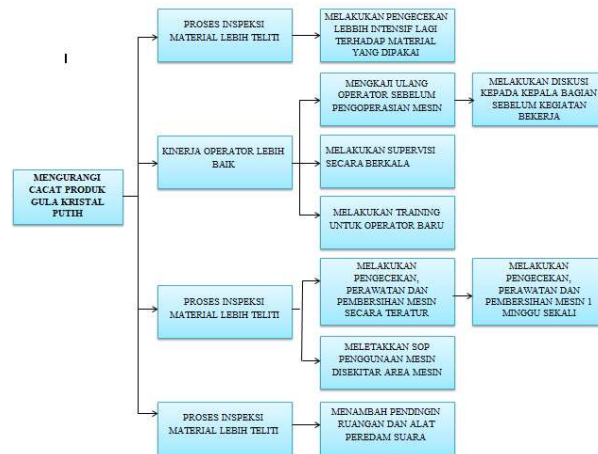 I
MENGURANGI
CACAT PRODUK
GULA KRISTAL
PUTIH
PROSES INSPEKSI
MATERIAL LEBIH TELITI
MELAKUKAN PENGECEKAN
LEBBIH INTENSIF LAGI
TERHADAP MATERIAL
YANG DIPAKAI
KINERJA OPERATOR LEBIH
BAIK
MENGKAJI ULANG
OPERATOR SEBELUM
PENGOPERASIAN MESIN
MELAKUKAN DISKUSI
KEPADA KEPALA BAGIAN
SEBELUM KEGIATAN
BEKERJA
MELAKUKAN SUPERVISI
SECARA BERKALA
MELAKUKAN TRAINING
UNTUK OPERATOR BARU
PROSES INSPEKSI
MATERIAL LEBIH TELITI
MELAKUKAN
PENGECEKAN,
PERAWATAN DAN
PEMBERSIHAN MESIN
SECARA TERATUR
MELAKUKAN
PENGECEKAN,
PERAWATAN DAN
PEMBERSIHAN MESIN 1
MINGGU SEKALI
MELETAKKAN SOP
PENGGUNAAN MESIN
DISEKITAR AREA MESIN
PROSES INSPEKSI
MATERIAL LEBIH TELITI
MENAMBAH PENDINGIN
RUANGAN DAN ALAT
PEREDAM SUARA